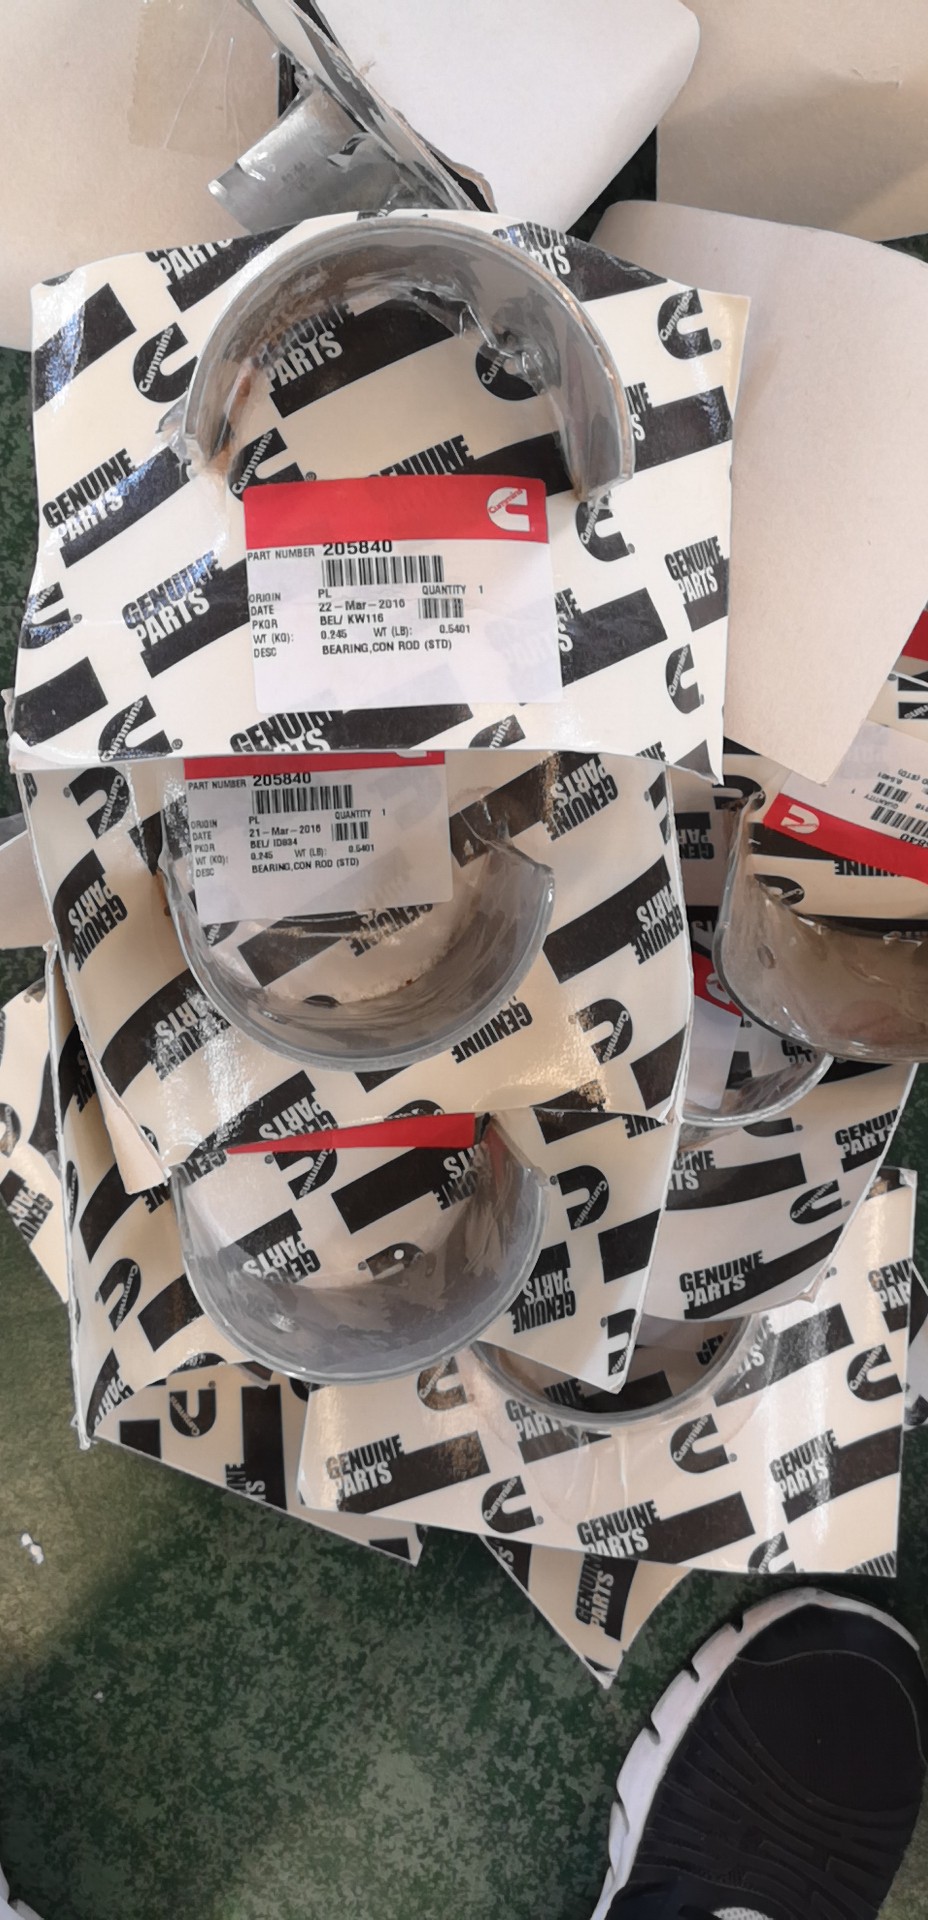 GENUINE
PARTS
Cummins
PART NUMBER 205840
ORIGIN PL QUANTITY 1
DATE 22-Mar-2016
PKGR BEL/ KW116
WT (KG): 0.245 WT (LB): 0.5401
DESC BEARING,CON ROD (STD)
GENUINE
PARTS
Cummins
PART NUMBER 205840
ORIGIN PL QUANTITY 1
DATE 21-Mar-2016
PKGR BEL/ ID834
WT (KG): 0.245 WT (LB): 0.5401
DESC BEARING,CON ROD (STD)
GENUINE
PARTS
Cummins
GENUINE
PARTS
Cummins
GENUINE
PARTS
Cummins
GENUINE
PARTS